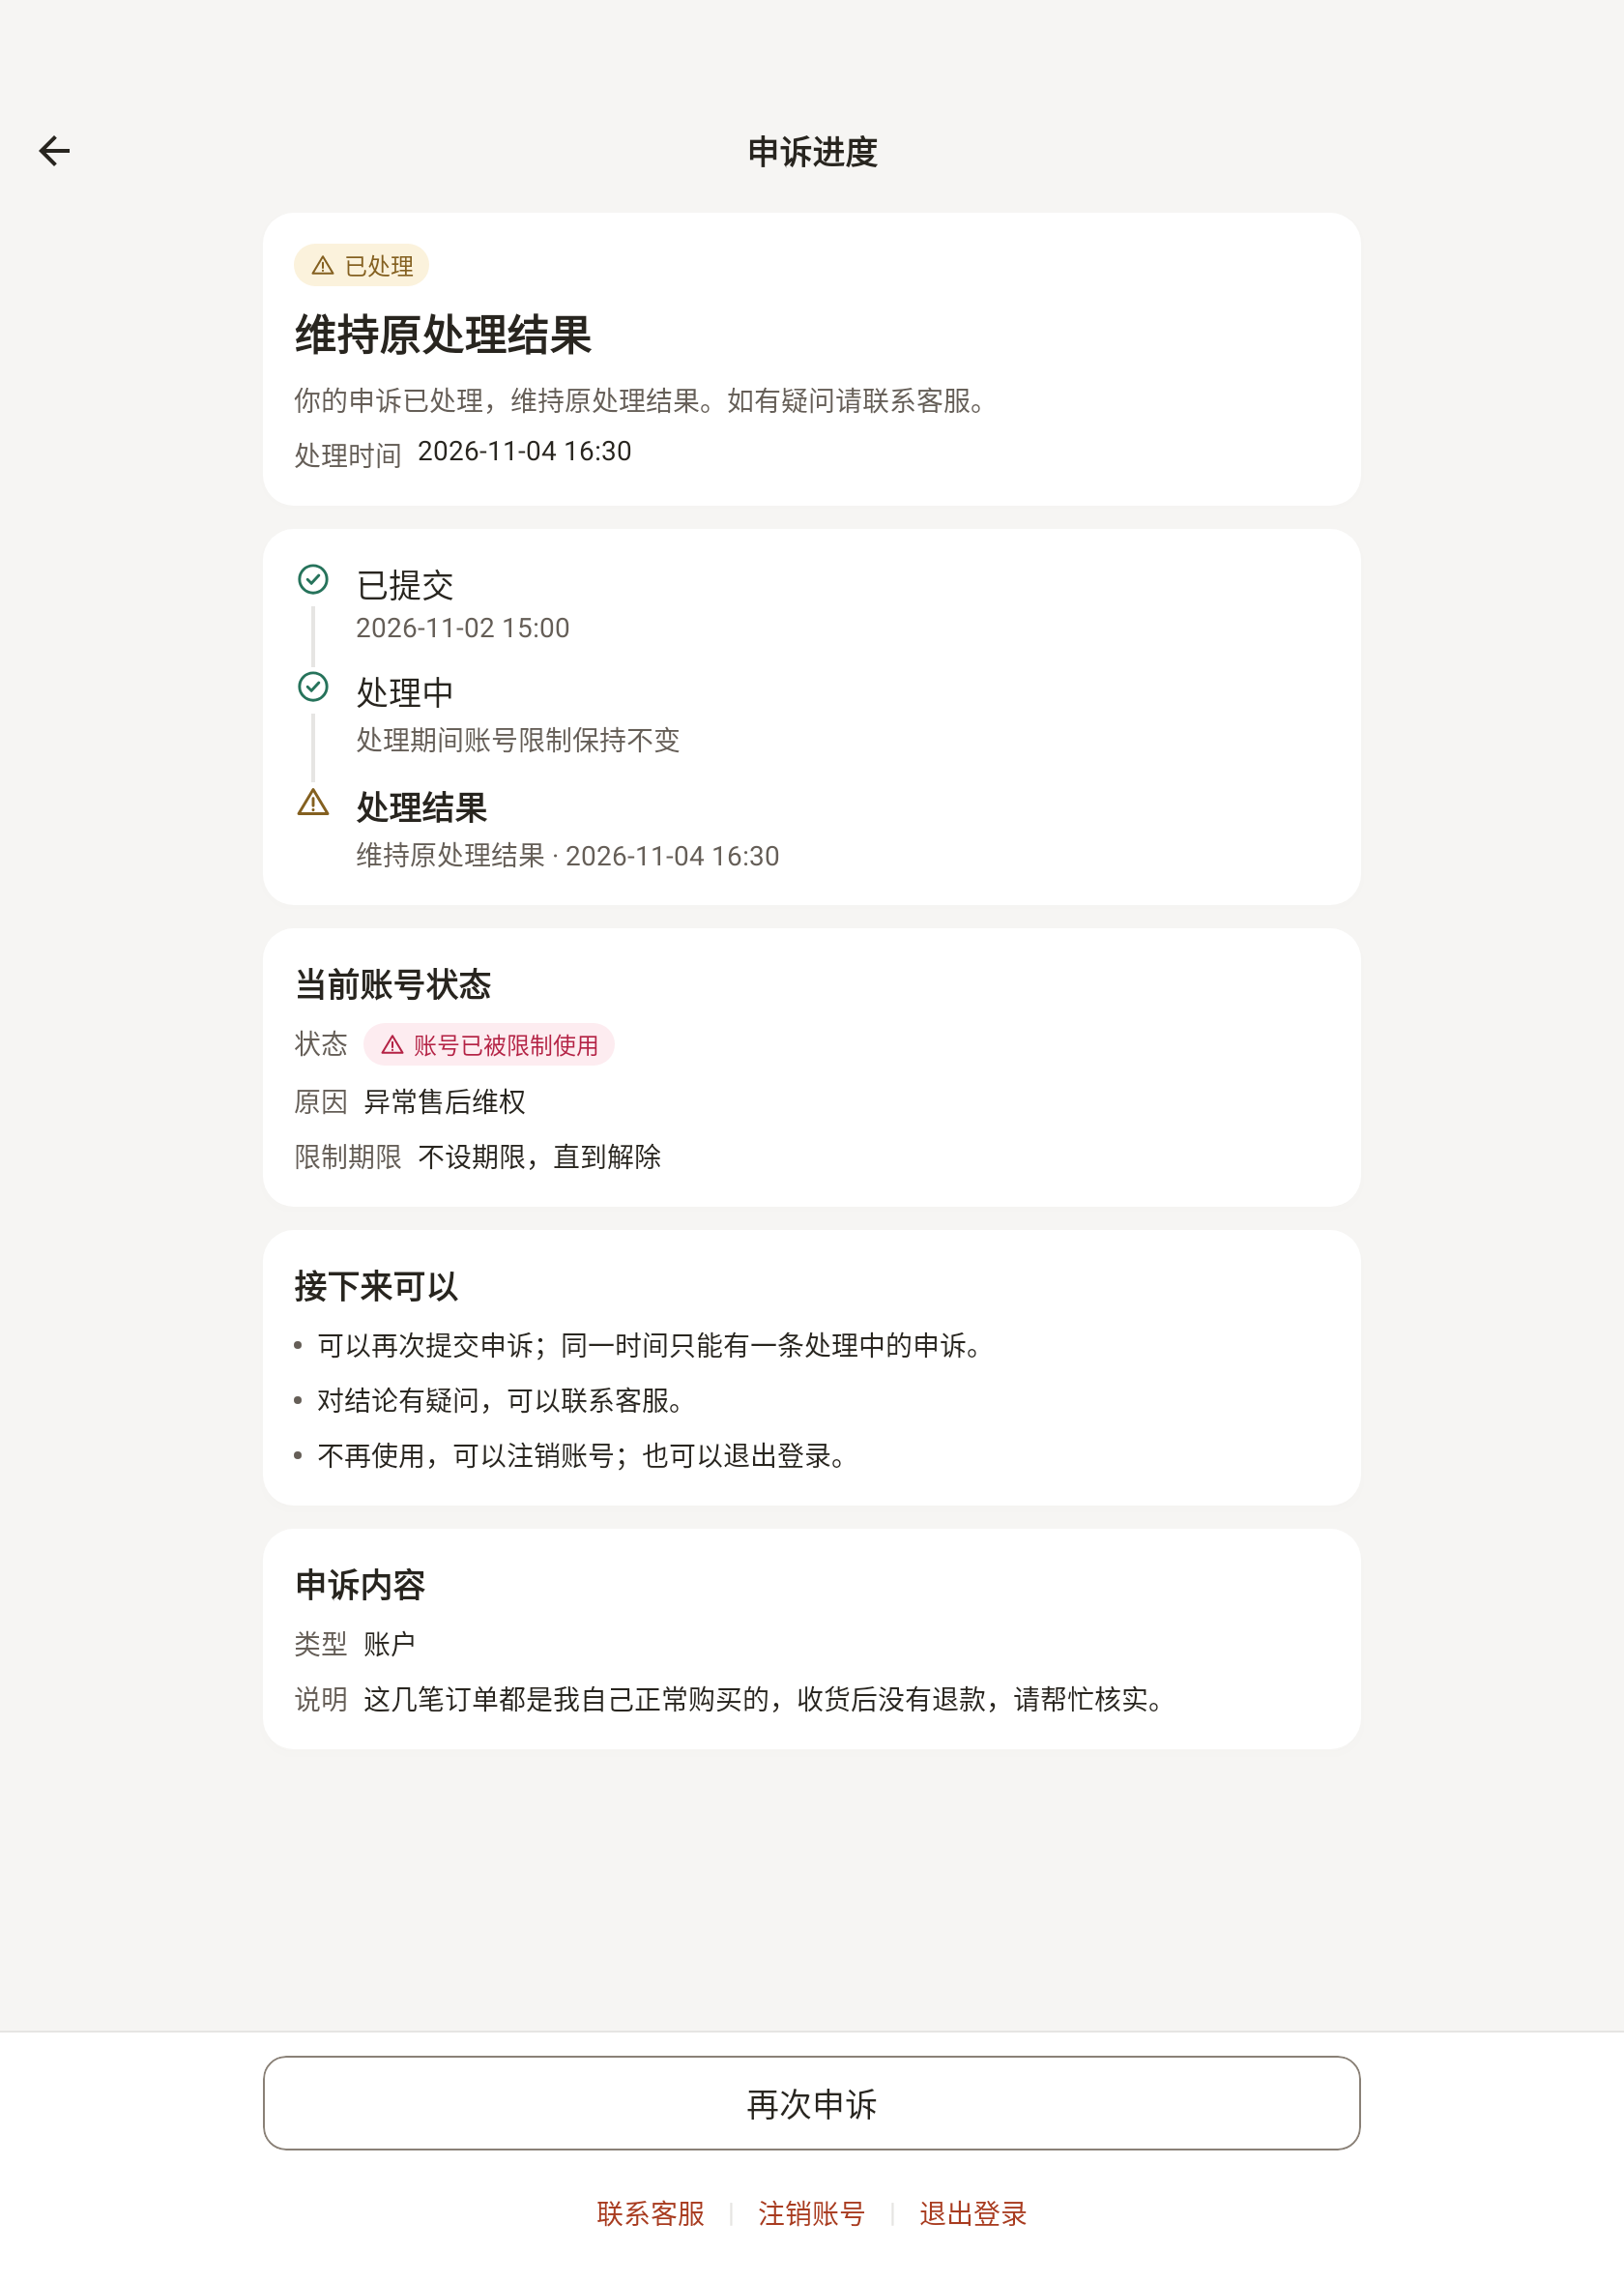 申诉进度
已处理
维持原处理结果
你的申诉已处理，维持原处理结果。如有疑问请联系客服。
处理时间 2026-11-04 16:30
已提交
2026-11-02 15:00
处理中
处理期间账号限制保持不变
处理结果
维持原处理结果 · 2026-11-04 16:30
当前账号状态
状态 账号已被限制使用
原因 异常售后维权
限制期限 不设期限，直到解除
接下来可以
• 可以再次提交申诉；同一时间只能有一条处理中的申诉。
• 对结论有疑问，可以联系客服。
• 不再使用，可以注销账号；也可以退出登录。
申诉内容
类型 账户
说明 这几笔订单都是我自己正常购买的，收货后没有退款，请帮忙核实。
再次申诉
联系客服 | 注销账号 | 退出登录